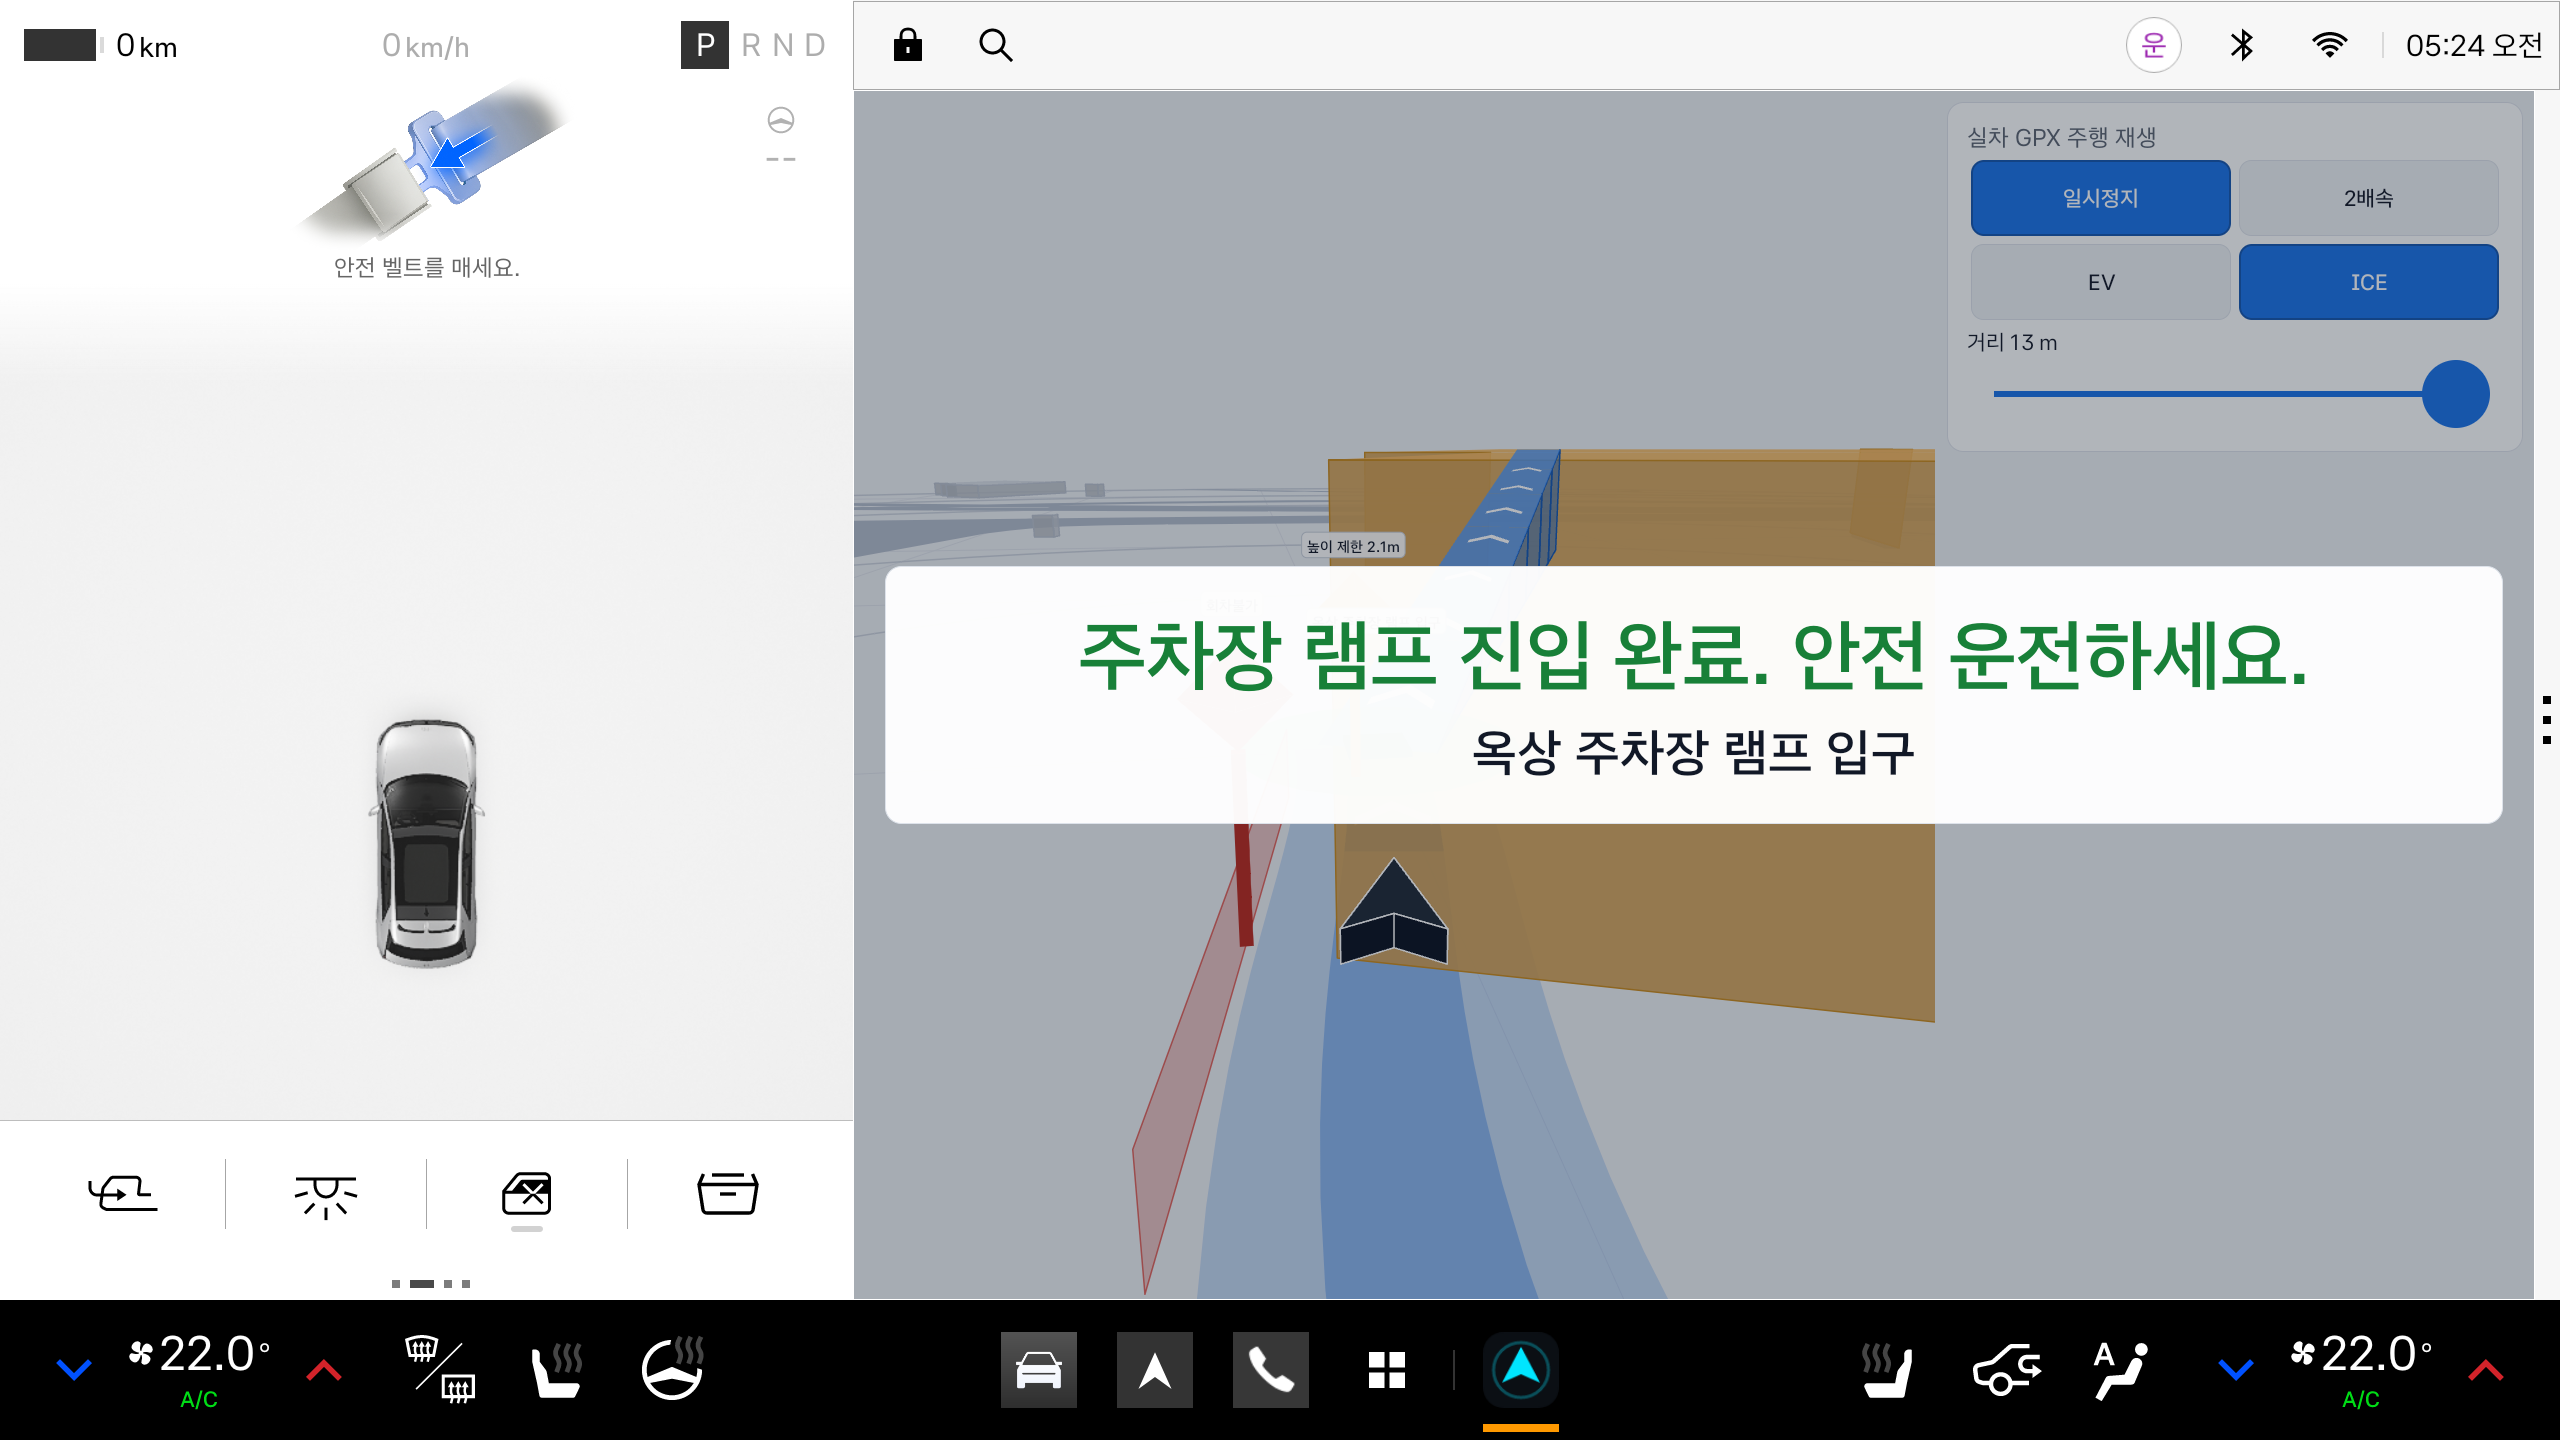 0 km
0 km/h
P R N D
운
05:24 오전
안전 벨트를 매세요.
실차 GPX 주행 재생
일시정지
2배속
EV
ICE
거리 13 m
높이 제한 2.1m
주차장 램프 진입 완료. 안전 운전하세요.
옥상 주차장 램프 입구
22.0°
A/C
A
22.0°
A/C